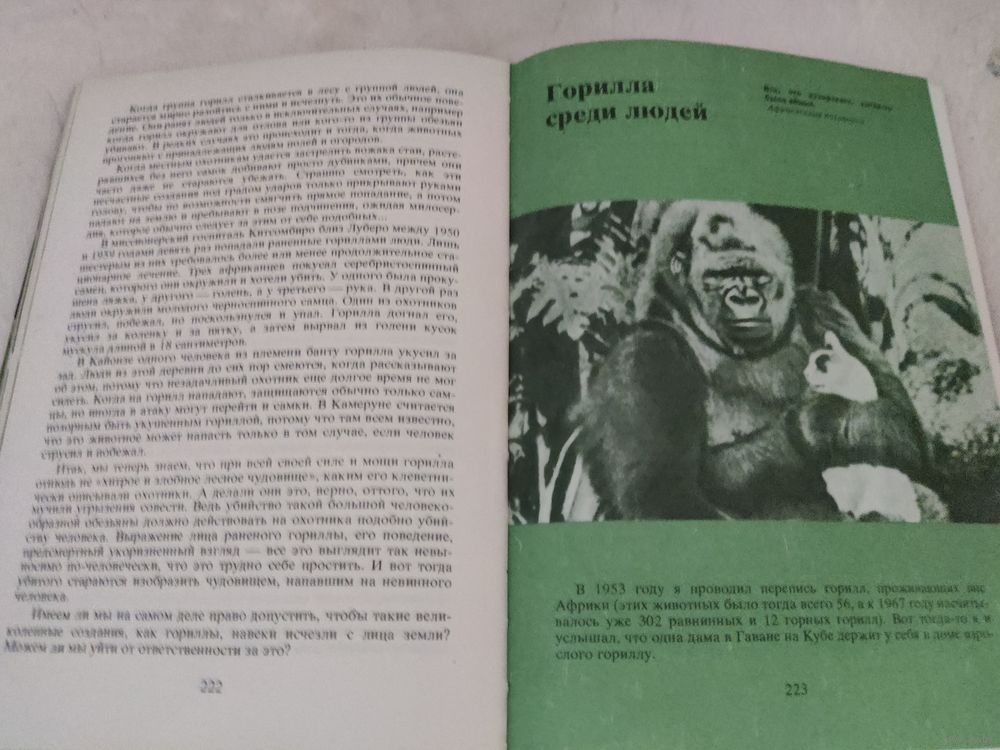 Когда группа горилл сталкивается в лесу с группой людей, она
старается мирно разойтись с ними и исчезнуть. Это их обычное пове-
дение. Они ранят людей только в исключительных случаях, например
когда горилл окружают для отлова или кого-то из группы обезьян
убивают. В редких случаях это происходит и тогда, когда животных
прогоняют с принадлежащих людям полей и огородов.
Когда местным охотникам удается застрелить вожака стаи, расте-
рявшихся без него самок добивают просто дубинками, причем они
часто даже не стараются убежать. Страшно смотреть, как эти
несчастные создания под градом ударов только прикрывают руками
голову, чтобы по возможности смягчить прямое попадание, а потом
падают на землю и пребывают в позе подчинения, ожидая милосер-
дия, которое обычно следует за этим от себе подобных...
В миссионерский госпиталь Китсомбиро близ Луберо между 1950
и 1959 годами девять раз попадали раненные гориллами люди. Лишь
шестерым из них требовалось более или менее продолжительное ста-
ционарное лечение. Трех африканцев покусал серебристоспинный
самец, которого они окружили и хотели убить. У одного была проку-
шена ляжка, у другого — голень, а у третьего — рука. В другой раз
люди окружили молодого черноспинного самца. Один из охотников
струсил, побежал, но поскользнулся и упал. Горилла догнал его,
укусил за коленку и за пятку, а затем вырвал из голени кусок
мускула длиной в 18 сантиметров.
В Кайонзе одного человека из племени банту горилла укусил за
зад. Люди из этой деревни до сих пор смеются, когда рассказывают
об этом, потому что незадачливый охотник еще долгое время не мог
сидеть. Когда на горилл нападают, защищаются обычно только сам-
цы, но иногда в атаку могут перейти и самки. В Камеруне считается
позорным быть укушенным гориллой, потому что там всем известно,
что это животное может напасть только в том случае, если человек
струсил и побежал.
Итак, мы теперь знаем, что при всей своей силе и мощи горилла
отнюдь не «хитрое и злобное лесное чудовище», каким его клеветни-
чески описывали охотники. А делали они это, верно, оттого, что их
мучили угрызения совести. Ведь убийство такой большой человеко-
образной обезьяны должно действовать на охотника подобно убий-
ству человека. Выражение лица раненого гориллы, его поведение,
предсмертный укоризненный взгляд — все это выглядит так невы-
носимо по-человечески, что это трудно себе простить. И вот тогда
убитого стараются изобразить чудовищем, напавшим на невинного
человека.
Имеем ли мы на самом деле право допустить, чтобы такие вели-
коленные создания, как гориллы, навеки исчезли с лица земли?
Можем ли мы уйти от ответственности за это?
222
Горилла
среди людей
Африканская поговорка
В 1953 году я проводил перепись горилл, проживающих вне
Африки (этих животных было тогда всего 56, а к 1967 году насчиты-
валось уже 302 равнинных и 12 горных горилл). Вот тогда-то я и
услышал, что одна дама в Гаване на Кубе держит у себя в доме взро-
слого гориллу.
223